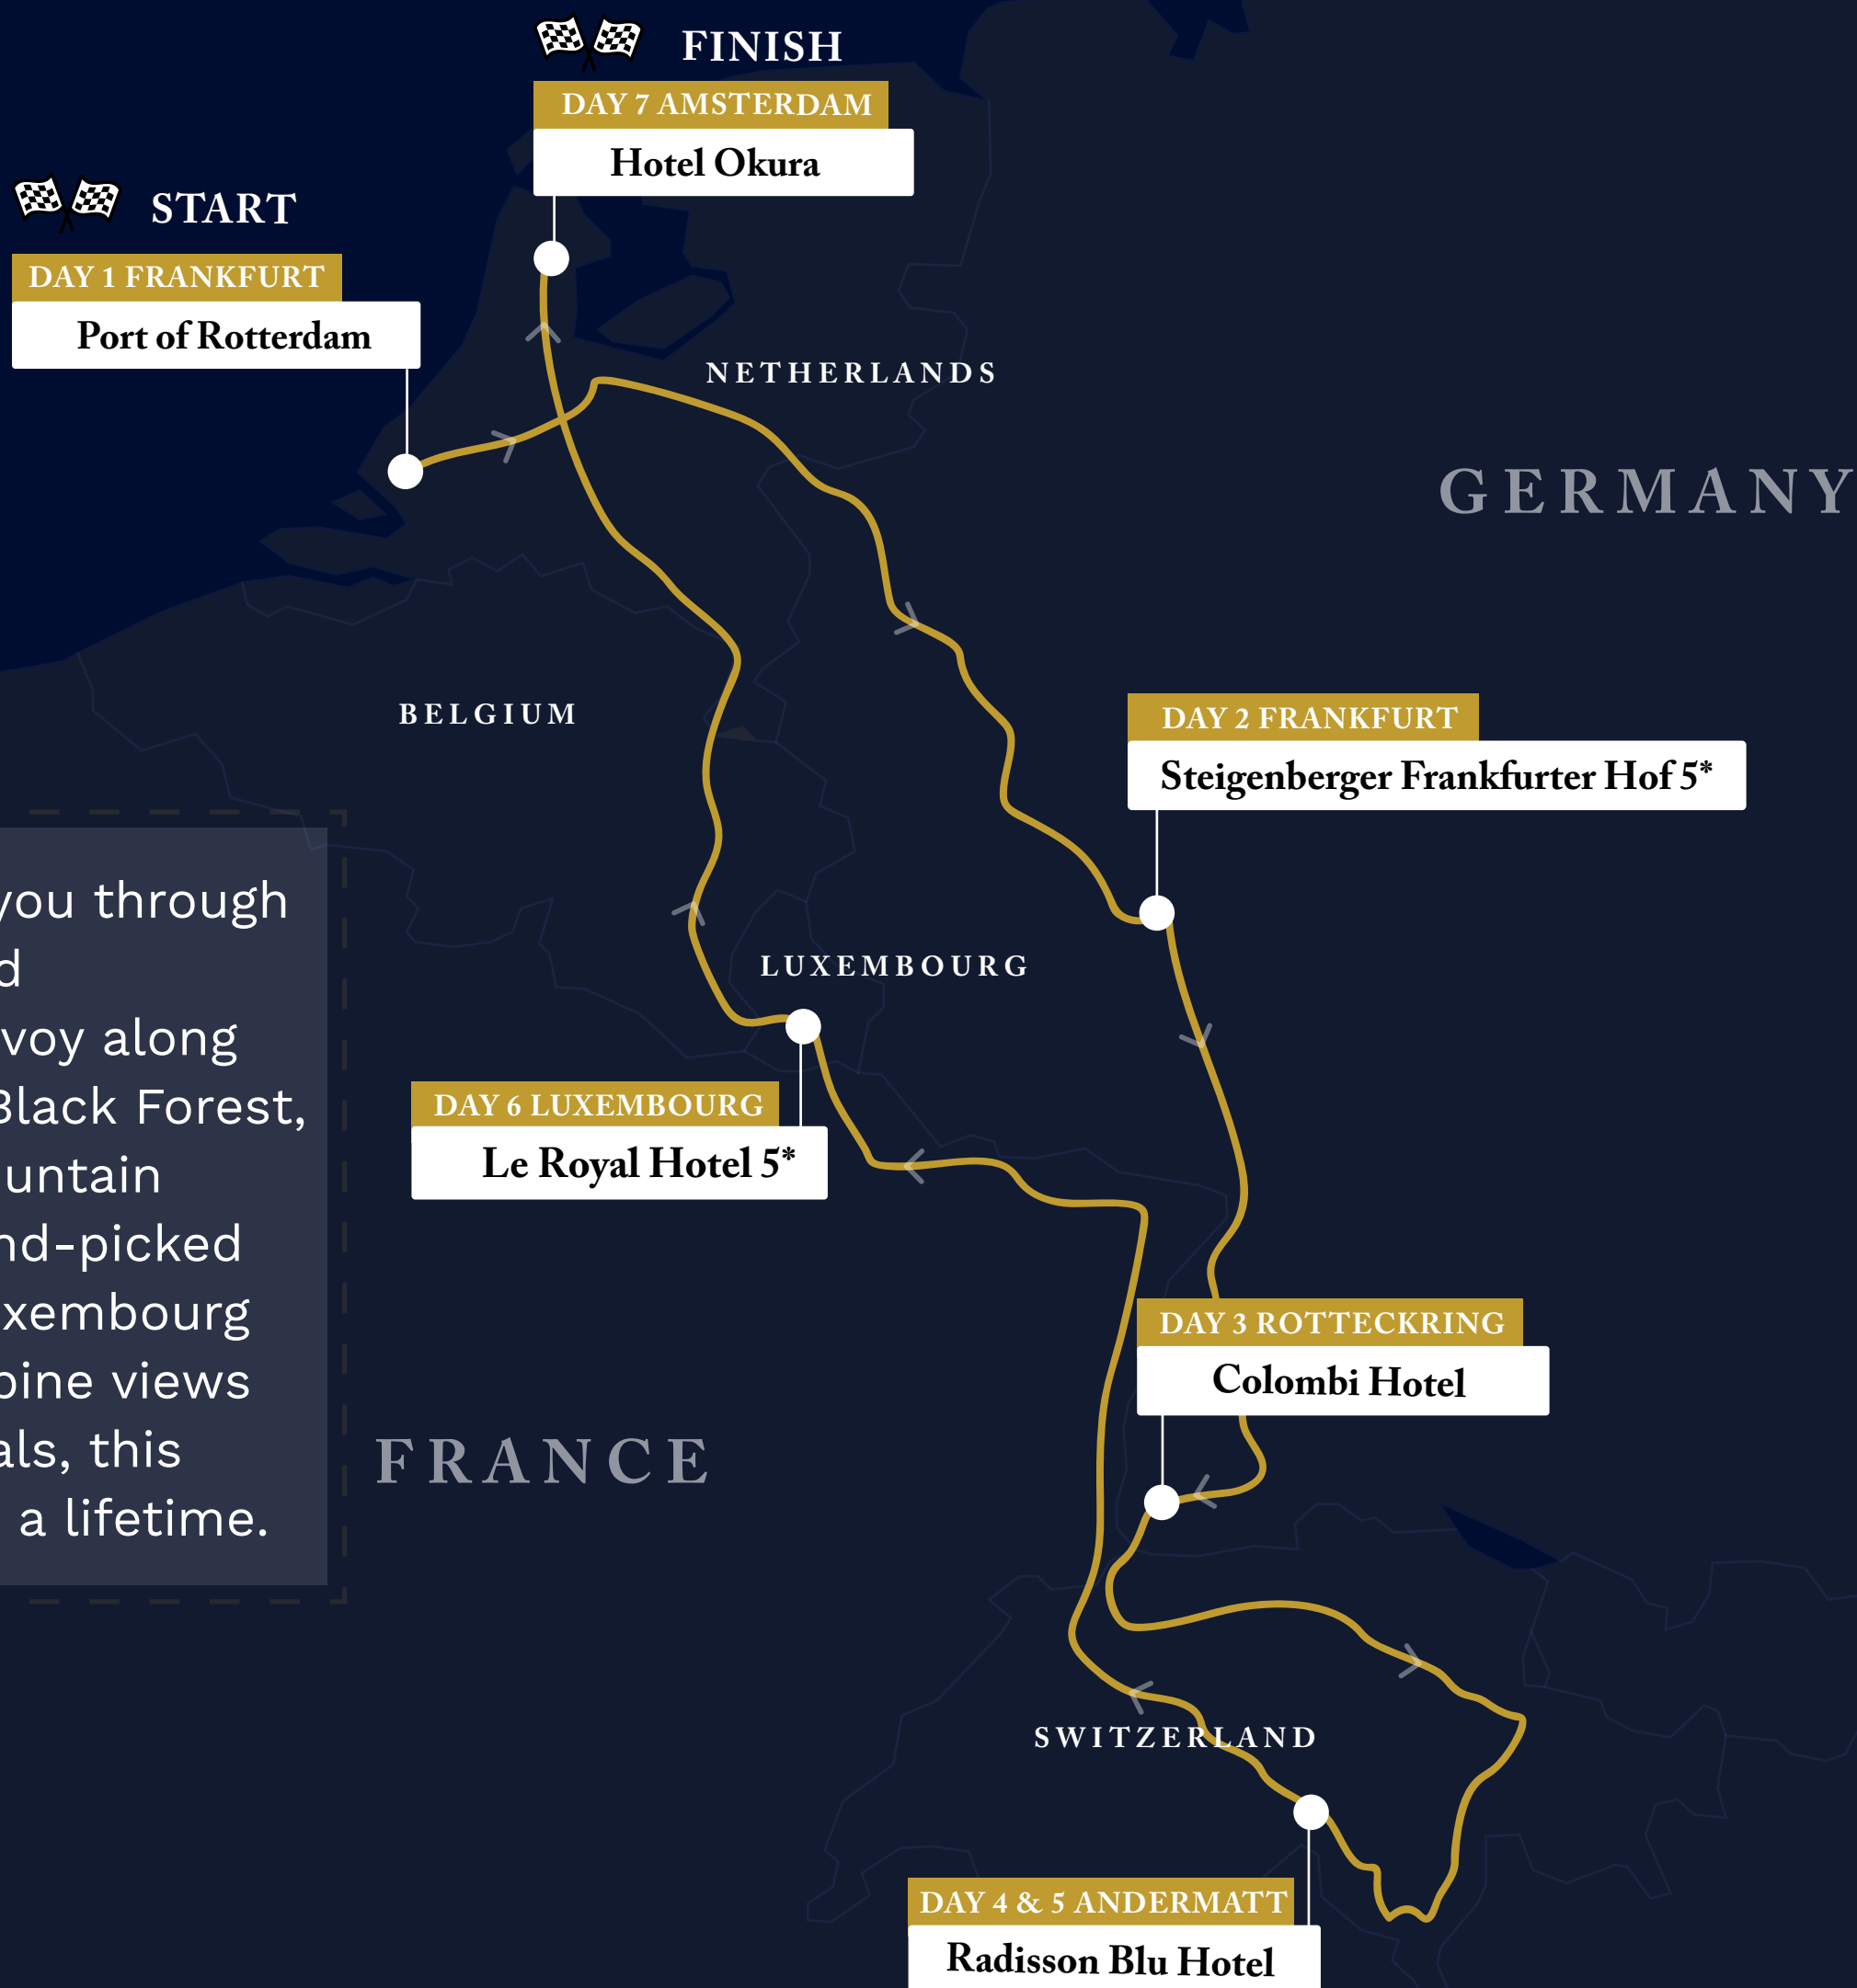 FINISH
DAY 7 AMSTERDAM
Hotel Okura
START
DAY 1 FRANKFURT
Port of Rotterdam
NETHERLANDS
GERMANY
BELGIUM
DAY 2 FRANKFURT
Steigenberger Frankfurter Hof 5*
you through
d
voy along
Black Forest,
untain
nd-picked
xembourg
pine views
als, this
a lifetime.
LUXEMBOURG
DAY 6 LUXEMBOURG
Le Royal Hotel 5*
DAY 3 ROTTECKRING
Colombi Hotel
FRANCE
SWITZERLAND
DAY 4 & 5 ANDERMATT
Radisson Blu Hotel